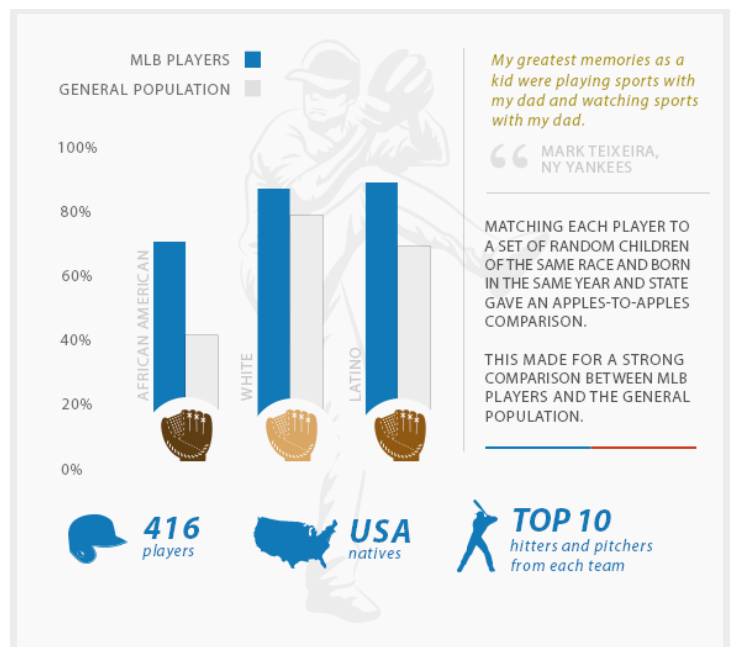 MLB PLAYERS
GENERAL POPULATION
100%
80%
60%
40%
20%
0%
AFRICAN AMERICAN
WHITE
LATINO
My greatest memories as a
kid were playing sports with
my dad and watching sports
with my dad.
“ MARK TEIXEIRA,
NY YANKEES
MATCHING EACH PLAYER TO
A SET OF RANDOM CHILDREN
OF THE SAME RACE AND BORN
IN THE SAME YEAR AND STATE
GAVE AN APPLES-TO-APPLES
COMPARISON.
THIS MADE FOR A STRONG
COMPARISON BETWEEN MLB
PLAYERS AND THE GENERAL
POPULATION.
416
players
USA
natives
TOP 10
hitters and pitchers
from each team